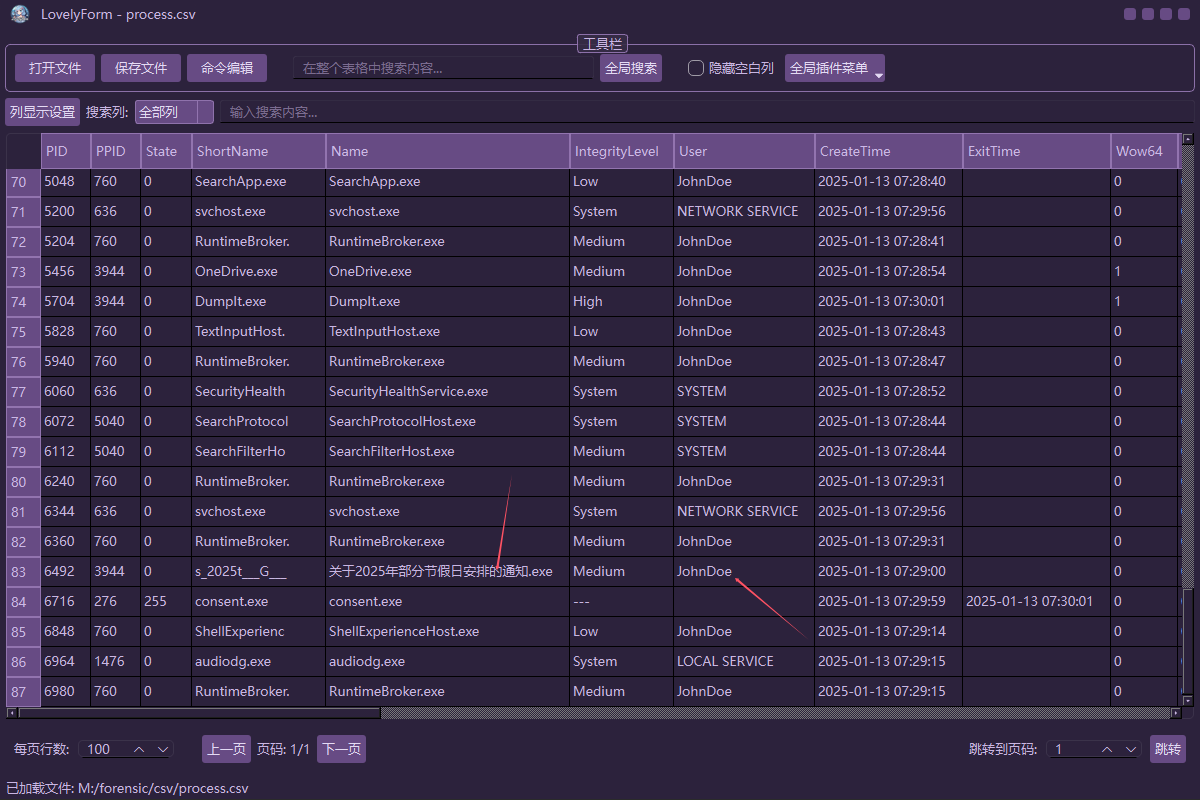 LovelyForm - process.csv
工具栏
打开文件 保存文件 命令编辑 在整个表格中搜索内容... 全局搜索 隐藏空白列 全局插件菜单
列显示设置 搜索列: 全部列 输入搜索内容...
PID PPID State ShortName Name IntegrityLevel User CreateTime ExitTime Wow64
70 5048 760 0 SearchApp.exe SearchApp.exe Low JohnDoe 2025-01-13 07:28:40 0
71 5200 636 0 svchost.exe svchost.exe System NETWORK SERVICE 2025-01-13 07:29:56 0
72 5204 760 0 RuntimeBroker. RuntimeBroker.exe Medium JohnDoe 2025-01-13 07:28:41 0
73 5456 3944 0 OneDrive.exe OneDrive.exe Medium JohnDoe 2025-01-13 07:28:54 1
74 5704 3944 0 DumpIt.exe DumpIt.exe High JohnDoe 2025-01-13 07:30:01 1
75 5828 760 0 TextInputHost. TextInputHost.exe Low JohnDoe 2025-01-13 07:28:43 0
76 5940 760 0 RuntimeBroker. RuntimeBroker.exe Medium JohnDoe 2025-01-13 07:28:47 0
77 6060 636 0 SecurityHealth SecurityHealthService.exe System SYSTEM 2025-01-13 07:28:52 0
78 6072 5040 0 SearchProtocol SearchProtocolHost.exe System SYSTEM 2025-01-13 07:28:44 0
79 6112 5040 0 SearchFilterHo SearchFilterHost.exe Medium SYSTEM 2025-01-13 07:28:44 0
80 6240 760 0 RuntimeBroker. RuntimeBroker.exe Medium JohnDoe 2025-01-13 07:29:31 0
81 6344 636 0 svchost.exe svchost.exe System NETWORK SERVICE 2025-01-13 07:29:56 0
82 6360 760 0 RuntimeBroker. RuntimeBroker.exe Medium JohnDoe 2025-01-13 07:29:31 0
83 6492 3944 0 s_2025t___G___ 关于2025年部分节假日安排的通知.exe Medium JohnDoe 2025-01-13 07:29:00 0
84 6716 276 255 consent.exe consent.exe --- 2025-01-13 07:29:59 2025-01-13 07:30:01 0
85 6848 760 0 ShellExperienc ShellExperienceHost.exe Low JohnDoe 2025-01-13 07:29:14 0
86 6964 1476 0 audiodg.exe audiodg.exe System LOCAL SERVICE 2025-01-13 07:29:15 0
87 6980 760 0 RuntimeBroker. RuntimeBroker.exe Medium JohnDoe 2025-01-13 07:29:15 0
每页行数: 100 上一页 页码: 1/1 下一页 跳转到页码: 1 跳转
已加载文件: M:/forensic/csv/process.csv